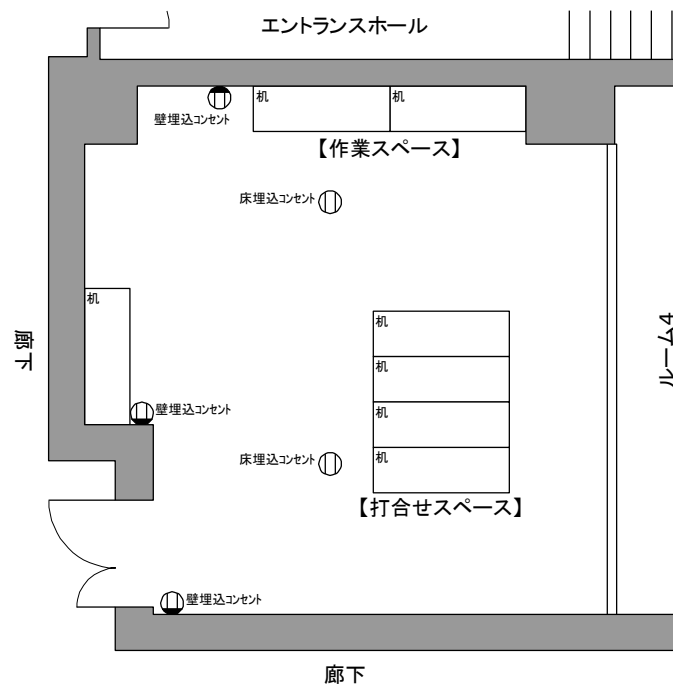 エントランスホール
机
机
壁埋込コンセント
【作業スペース】
床埋込コンセント
机
机
廊下
ルーム4
机
机
壁埋込コンセント
床埋込コンセント
机
【打合せスペース】
壁埋込コンセント
廊下